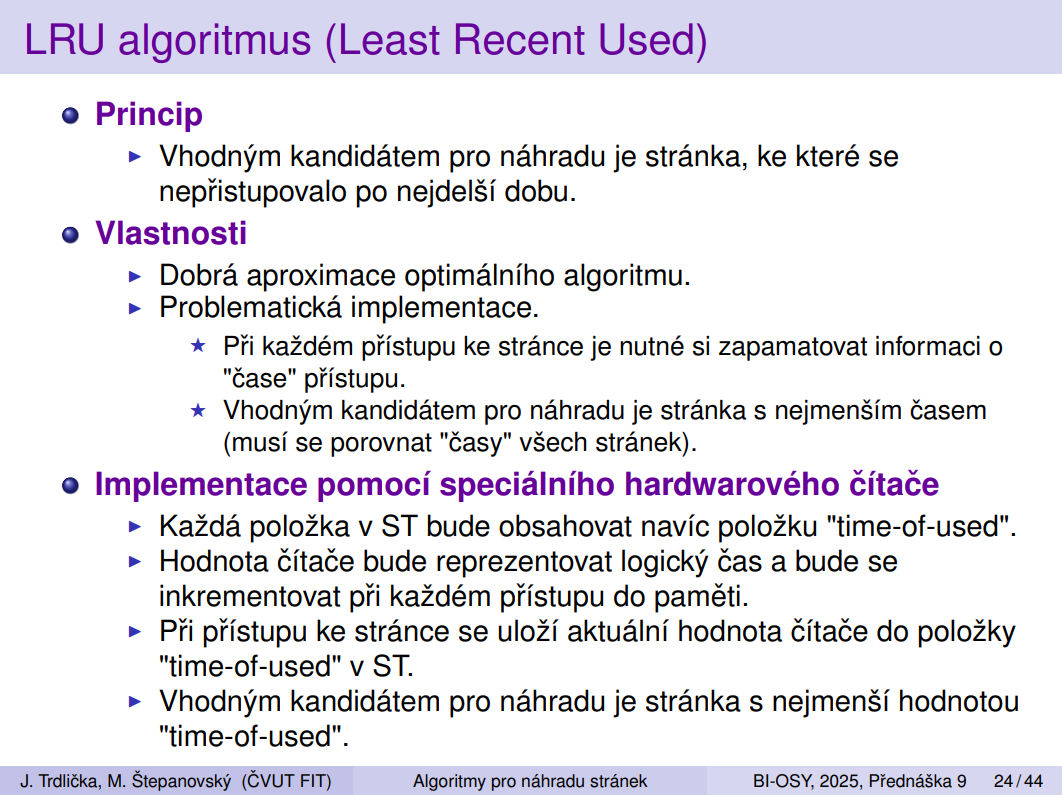 LRU algoritmus (Least Recent Used)
Princip
Vhodným kandidátem pro náhradu je stránka, ke které se
nepřistupovalo po nejdelší dobu.
Vlastnosti
Dobrá aproximace optimálního algoritmu.
Problematická implementace.
Při každém přístupu ke stránce je nutné si zapamatovat informaci o
"čase" přístupu.
Vhodným kandidátem pro náhradu je stránka s nejmenším časem
(musí se porovnat "časy" všech stránek).
Implementace pomocí speciálního hardwarového čítače
Každá položka v ST bude obsahovat navíc položku "time-of-used".
Hodnota čítače bude reprezentovat logický čas a bude se
inkrementovat při každém přístupu do paměti.
Při přístupu ke stránce se uloží aktuální hodnota čítače do položky
"time-of-used" v ST.
Vhodným kandidátem pro náhradu je stránka s nejmenší hodnotou
"time-of-used".
J. Trdlička, M. Štepanovský (ČVUT FIT) Algoritmy pro náhradu stránek BI-OSY, 2025, Přednáška 9 24 / 44